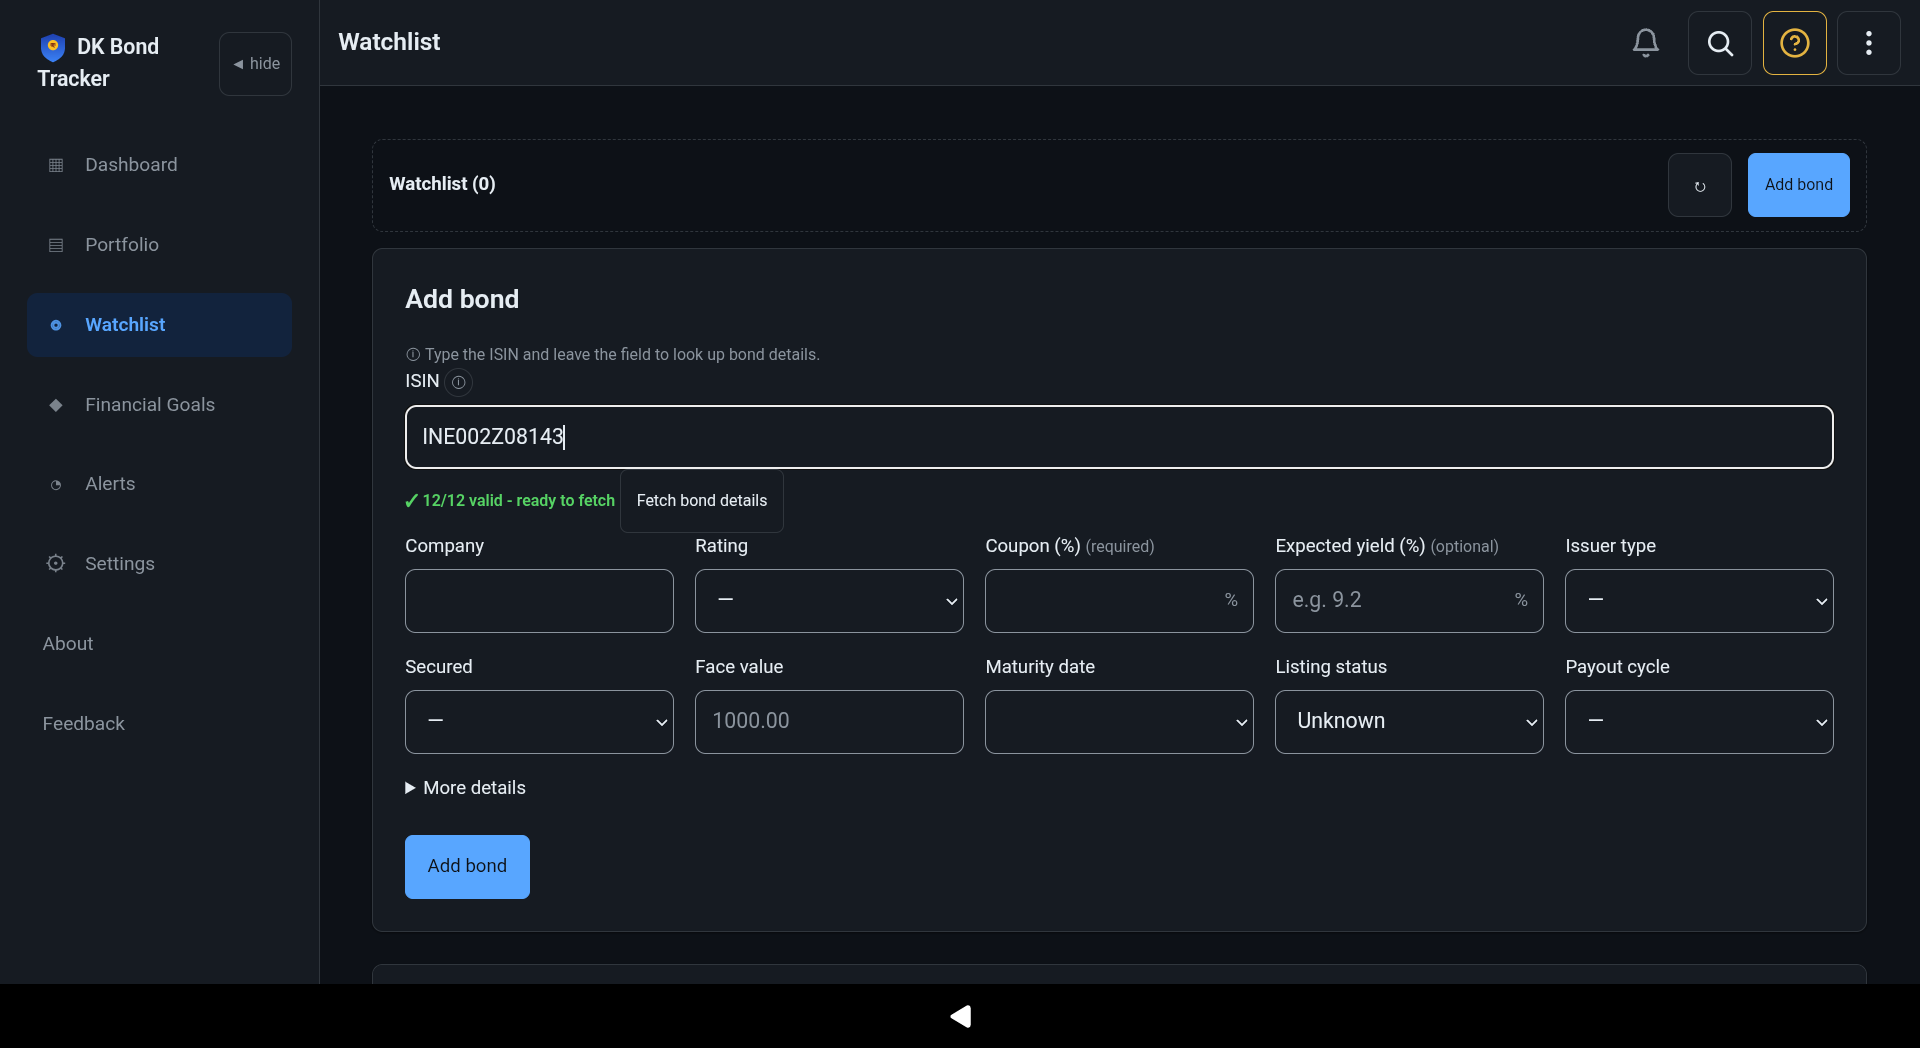 DK Bond Tracker
◄ hide
Dashboard
Portfolio
Watchlist
Financial Goals
Alerts
Settings
About
Feedback
Watchlist
Watchlist (0)
↻
Add bond
Add bond
ⓘ Type the ISIN and leave the field to look up bond details.
ISIN ⓘ
INE002Z08143
✓ 12/12 valid - ready to fetch
Fetch bond details
Company
Rating
—
Coupon (%) (required)
%
Expected yield (%) (optional)
e.g. 9.2 %
Issuer type
—
Secured
—
Face value
1000.00
Maturity date
Listing status
Unknown
Payout cycle
—
▶ More details
Add bond